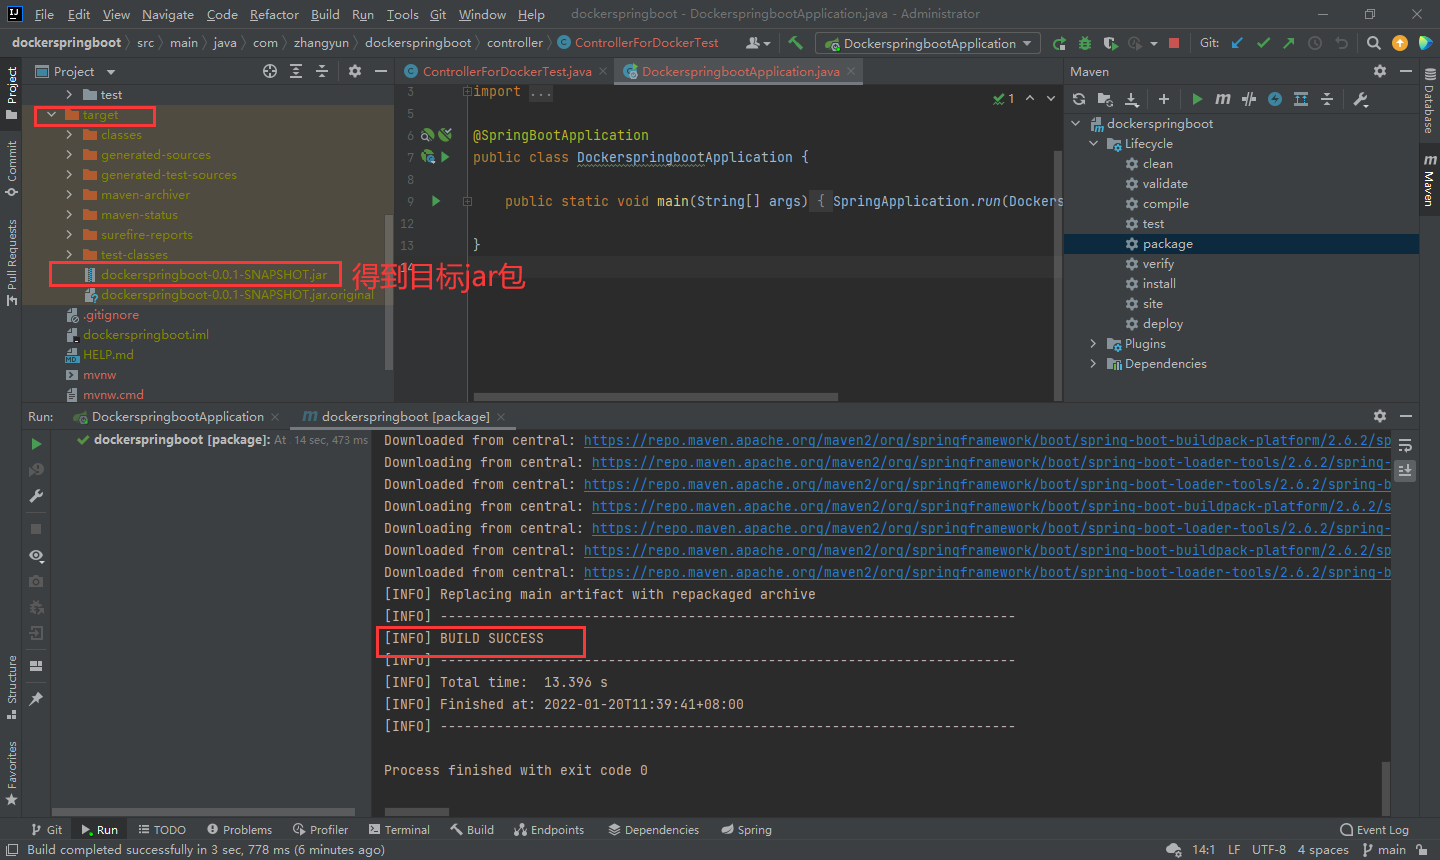 File Edit View Navigate Code Refactor Build Run Tools Git Window Help dockerspringboot - DockerspringbootApplication.java - Administrator
dockerspringboot src main java com zhangyun dockerspringboot controller ControllerForDockerTest DockerspringbootApplication Git:
Project
Commit
Pull Requests
Structure
Favorites
Project
test
target
classes
generated-sources
generated-test-sources
maven-archiver
maven-status
surefire-reports
test-classes
dockerspringboot-0.0.1-SNAPSHOT.jar
dockerspringboot-0.0.1-SNAPSHOT.jar.original
.gitignore
dockerspringboot.iml
HELP.md
mvnw
mvnw.cmd
得到目标jar包
ControllerForDockerTest.java DockerspringbootApplication.java
1
3 import ...
5
6 @SpringBootApplication
7 public class DockerspringbootApplication {
8
9 public static void main(String[] args) { SpringApplication.run(Dockers
12
13 }
14
Maven
dockerspringboot
Lifecycle
clean
validate
compile
test
package
verify
install
site
deploy
Plugins
Dependencies
Database
Maven
Run: DockerspringbootApplication dockerspringboot [package]
dockerspringboot [package]: At 14 sec, 473 ms
Downloaded from central: https://repo.maven.apache.org/maven2/org/springframework/boot/spring-boot-buildpack-platform/2.6.2/sp
Downloading from central: https://repo.maven.apache.org/maven2/org/springframework/boot/spring-boot-loader-tools/2.6.2/spring-
Downloaded from central: https://repo.maven.apache.org/maven2/org/springframework/boot/spring-boot-loader-tools/2.6.2/spring-b
Downloading from central: https://repo.maven.apache.org/maven2/org/springframework/boot/spring-boot-buildpack-platform/2.6.2/s
Downloading from central: https://repo.maven.apache.org/maven2/org/springframework/boot/spring-boot-loader-tools/2.6.2/spring-
Downloaded from central: https://repo.maven.apache.org/maven2/org/springframework/boot/spring-boot-buildpack-platform/2.6.2/sp
Downloaded from central: https://repo.maven.apache.org/maven2/org/springframework/boot/spring-boot-loader-tools/2.6.2/spring-b
[INFO] Replacing main artifact with repackaged archive
[INFO] ------------------------------------------------------------------------
[INFO] BUILD SUCCESS
[INFO] ------------------------------------------------------------------------
[INFO] Total time:  13.396 s
[INFO] Finished at: 2022-01-20T11:39:41+08:00
[INFO] ------------------------------------------------------------------------
Process finished with exit code 0
Git Run TODO Problems Profiler Terminal Build Endpoints Dependencies Spring Event Log
Build completed successfully in 3 sec, 778 ms (6 minutes ago) 14:1 LF UTF-8 4 spaces main